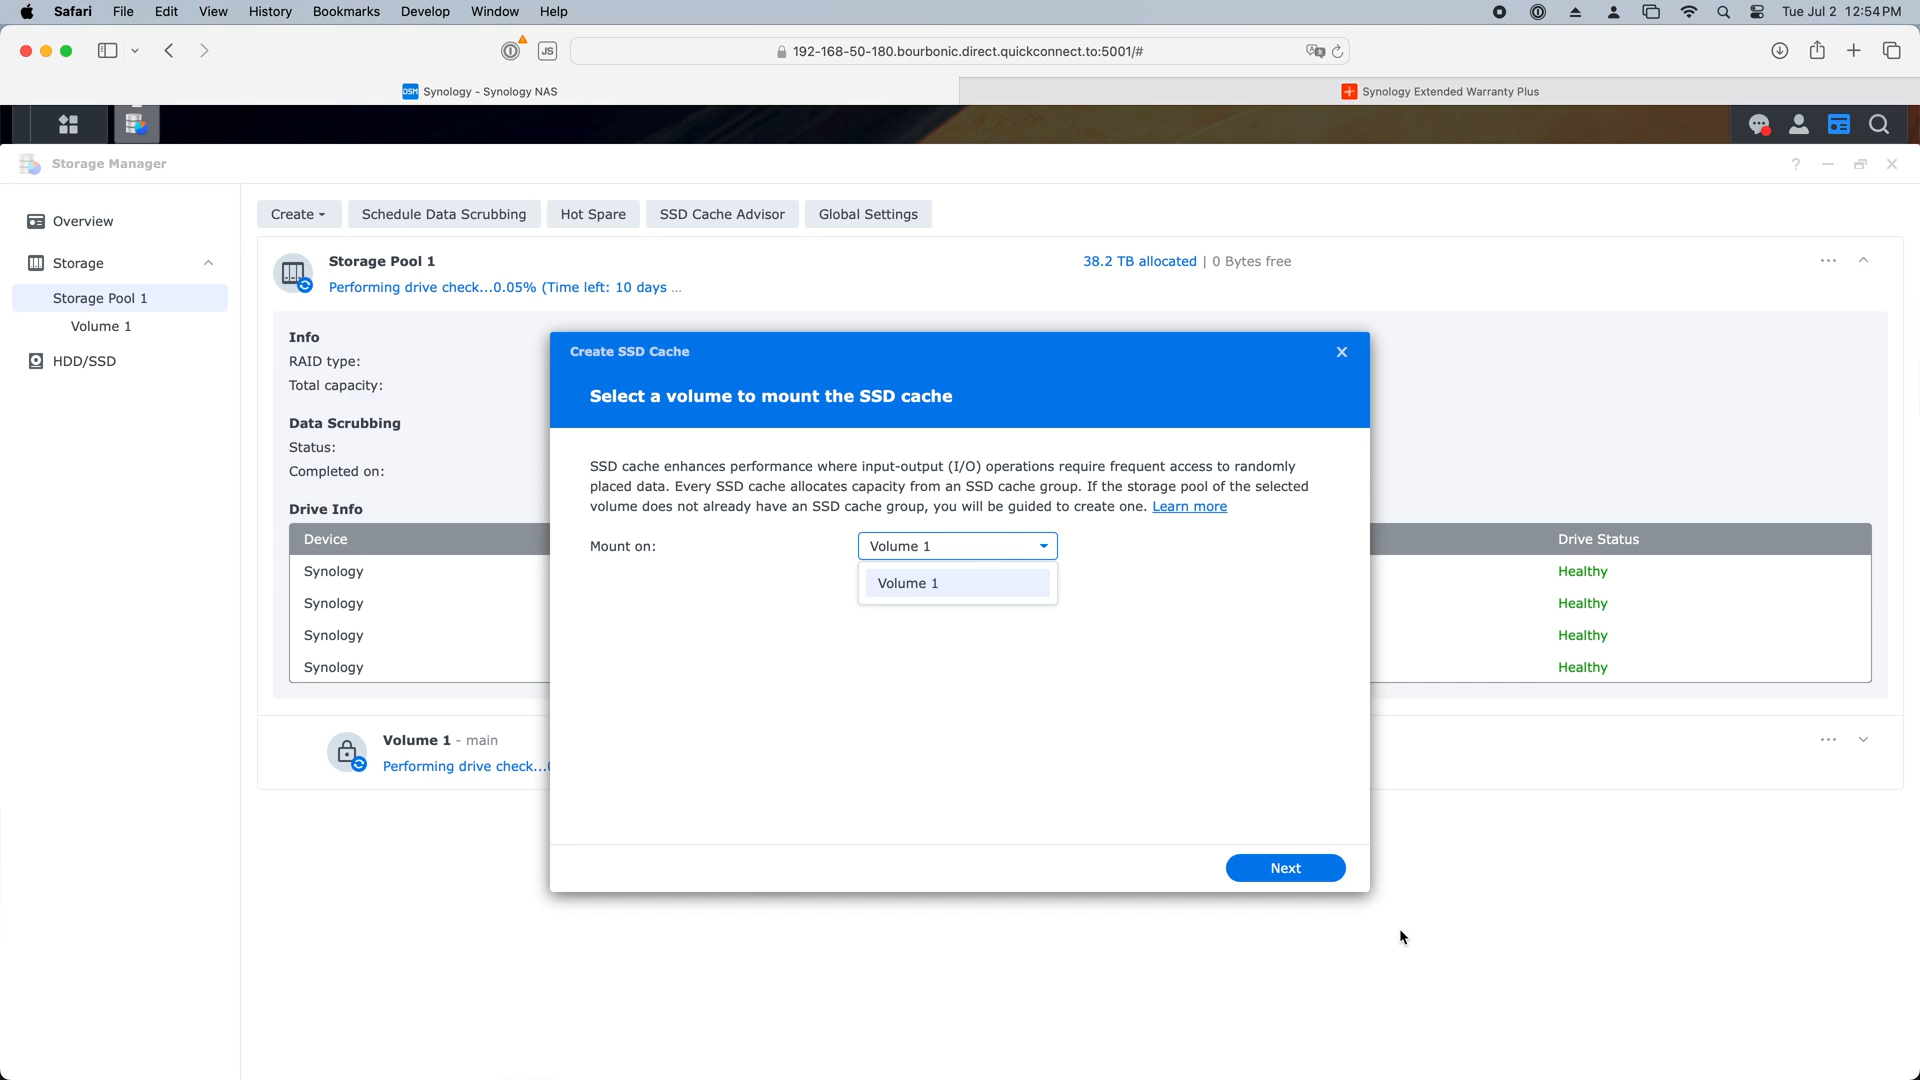 Safari File Edit View History Bookmarks Develop Window Help Tue Jul 2 12:54 PM
JS 192-168-50-180.bourbonic.direct.quickconnect.to:5001/#
DSM Synology - Synology NAS Synology Extended Warranty Plus
Storage Manager ?
Overview
Storage
Storage Pool 1
Volume 1
HDD/SSD
Create Schedule Data Scrubbing Hot Spare SSD Cache Advisor Global Settings
Storage Pool 1 38.2 TB allocated | 0 Bytes free
Performing drive check...0.05% (Time left: 10 days ...
Info
RAID type:
Total capacity:
Data Scrubbing
Status:
Completed on:
Drive Info
Device Drive Status
Synology Healthy
Synology Healthy
Synology Healthy
Synology Healthy
Volume 1 - main
Performing drive check...
Create SSD Cache
Select a volume to mount the SSD cache
SSD cache enhances performance where input-output (I/O) operations require frequent access to randomly
placed data. Every SSD cache allocates capacity from an SSD cache group. If the storage pool of the selected
volume does not already have an SSD cache group, you will be guided to create one. Learn more
Mount on: Volume 1
Volume 1
Next